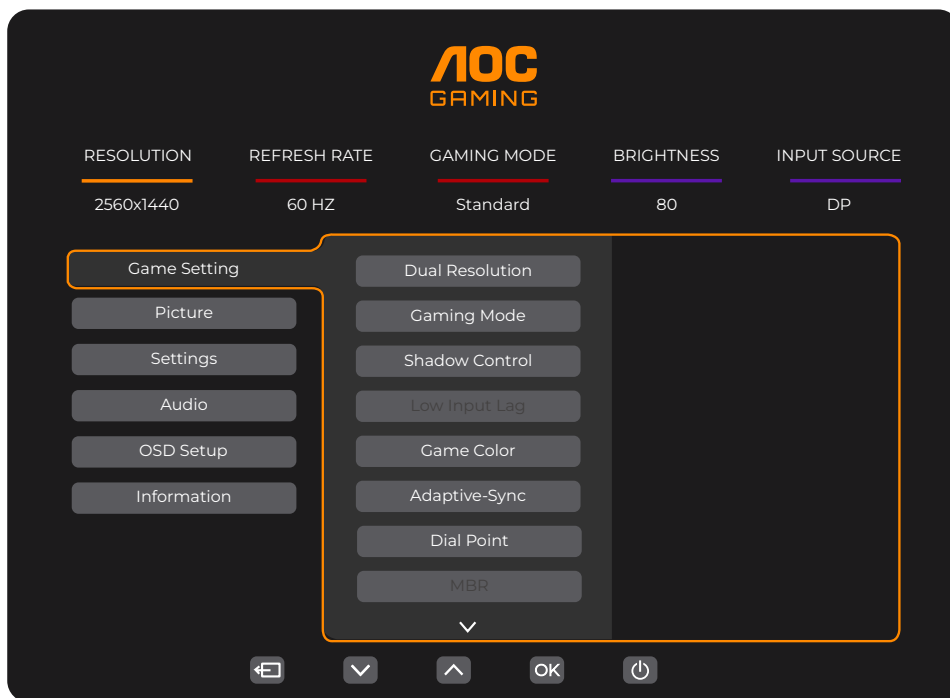 AOC
GAMING
RESOLUTION REFRESH RATE GAMING MODE BRIGHTNESS INPUT SOURCE
2560x1440 60 HZ Standard 80 DP
Game Setting
Picture
Settings
Audio
OSD Setup
Information
Dual Resolution
Gaming Mode
Shadow Control
Low Input Lag
Game Color
Adaptive-Sync
Dial Point
MBR
OK